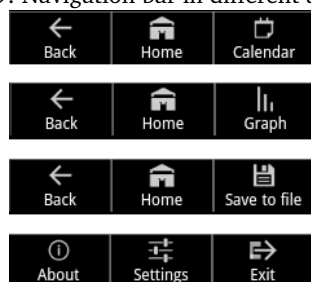 Navigation bar in different
Back Home Calendar
Back Home Graph
Back Home Save to file
About Settings Exit